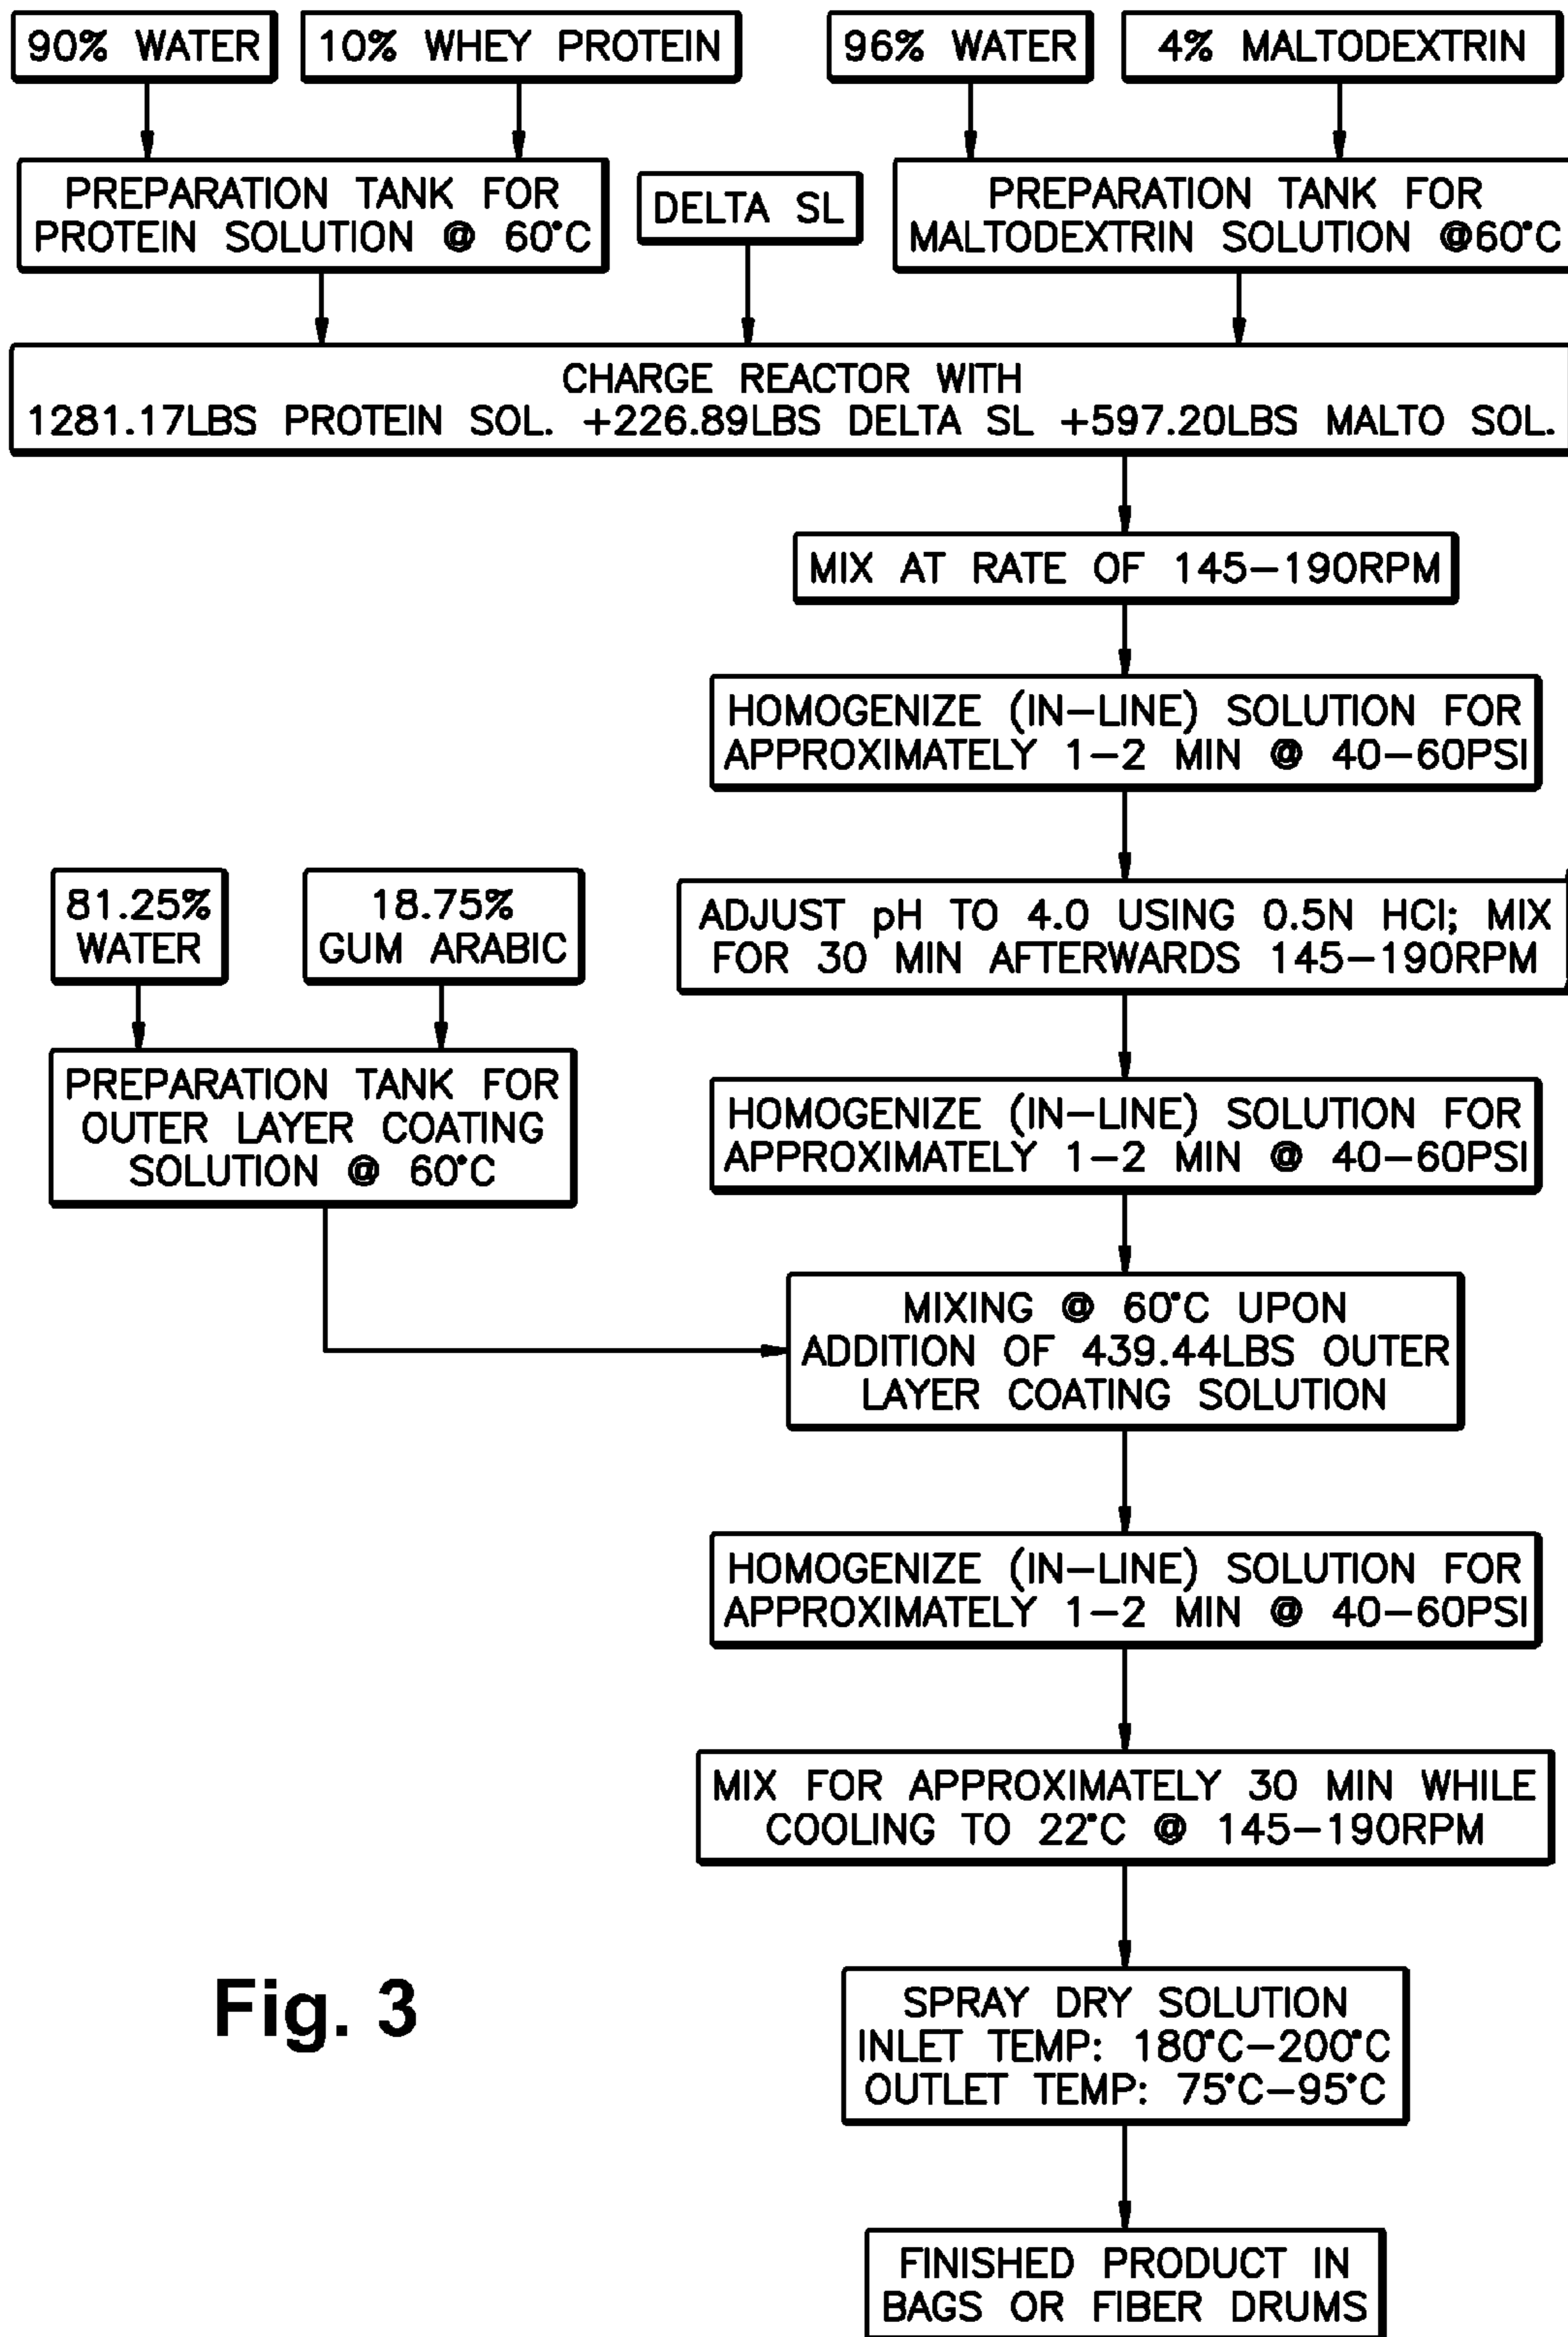 90% WATER
10% WHEY PROTEIN
96% WATER
4% MALTODEXTRIN
PREPARATION TANK FOR
PROTEIN SOLUTION @ 60°C
DELTA SL
PREPARATION TANK FOR
MALTODEXTRIN SOLUTION @60°C
CHARGE REACTOR WITH
1281.17LBS PROTEIN SOL. +226.89LBS DELTA SL +597.20LBS MALTO SOL.
MIX AT RATE OF 145-190RPM
HOMOGENIZE (IN-LINE) SOLUTION FOR
APPROXIMATELY 1-2 MIN @ 40-60PSI
81.25%
WATER
18.75%
GUM ARABIC
ADJUST pH TO 4.0 USING 0.5N HCl; MIX
FOR 30 MIN AFTERWARDS 145-190RPM
PREPARATION TANK FOR
OUTER LAYER COATING
SOLUTION @ 60°C
HOMOGENIZE (IN-LINE) SOLUTION FOR
APPROXIMATELY 1-2 MIN @ 40-60PSI
MIXING @ 60°C UPON
ADDITION OF 439.44LBS OUTER
LAYER COATING SOLUTION
HOMOGENIZE (IN-LINE) SOLUTION FOR
APPROXIMATELY 1-2 MIN @ 40-60PSI
MIX FOR APPROXIMATELY 30 MIN WHILE
COOLING TO 22°C @ 145-190RPM
SPRAY DRY SOLUTION
INLET TEMP: 180°C-200°C
OUTLET TEMP: 75°C-95°C
Fig. 3
FINISHED PRODUCT IN
BAGS OR FIBER DRUMS